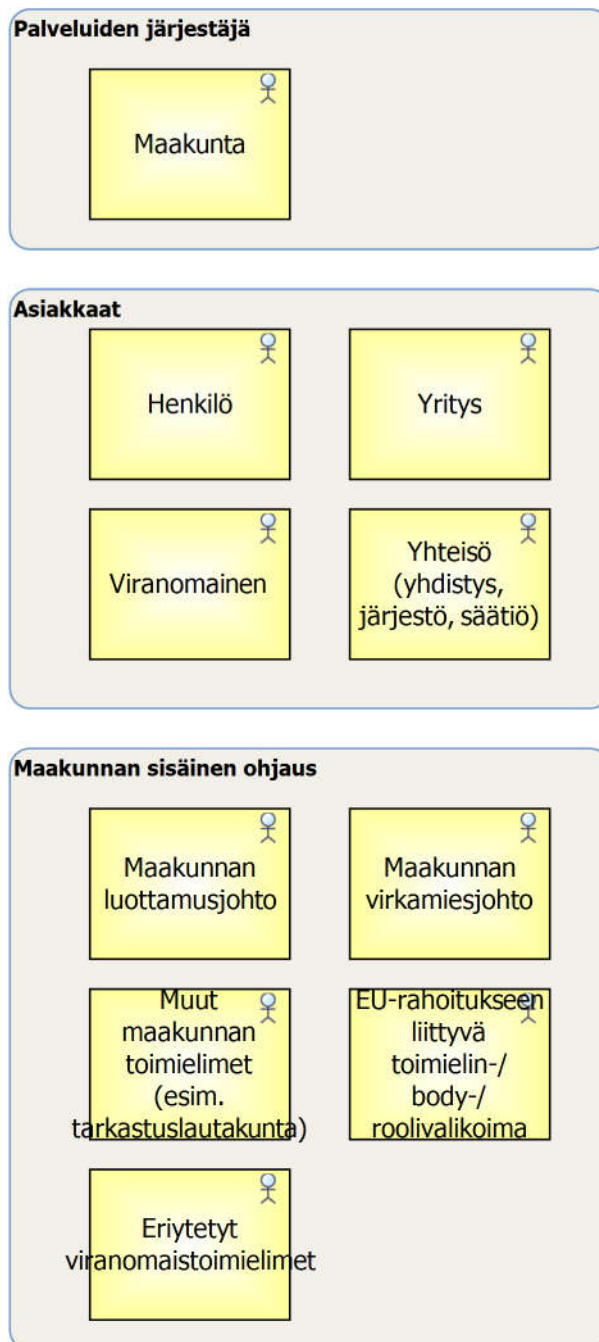 Palveluiden järjestäjä
Maakunta
Asiakkaat
Henkilö
Yritys
Viranomainen
Yhteisö
(yhdistys,
järjestö, säätiö)
Maakunnan sisäinen ohjaus
Maakunnan
luottamusjohto
Maakunnan
virkamiesjohto
Muut
maakunnan
toimielimet
(esim.
tarkastuslautakunta)
EU-rahoitukseen
liittyvä
toimielin-/
body-/
roolivalikoima
Eriytetyt
viranomaistoimielimet